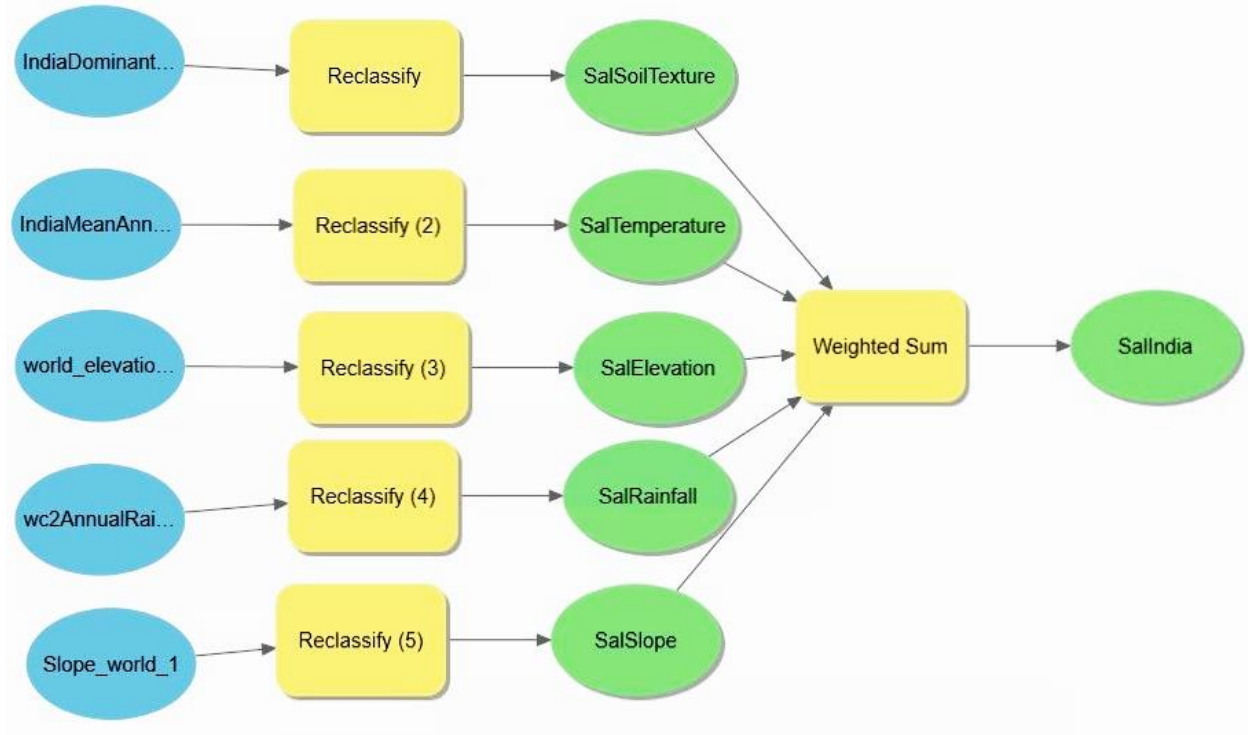 IndiaDominant...
Reclassify
SalSoilTexture
IndiaMeanAnn...
Reclassify (2)
SalTemperature
world_elevatio...
Reclassify (3)
SalElevation
Weighted Sum
SalIndia
wc2AnnualRai...
Reclassify (4)
SalRainfall
Slope_world_1
Reclassify (5)
SalSlope